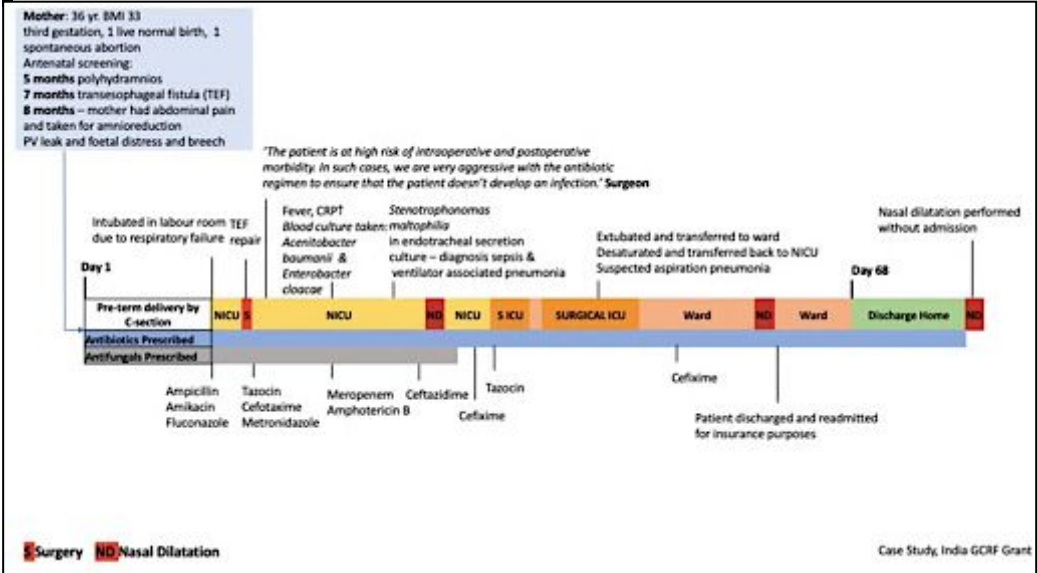 Mother: 36 yr. BMI 33
third gestation, 1 live normal birth, 1
spontaneous abortion
Antenatal screening:
5 months polyhydramnios
7 months transesophageal fistula (TEF)
8 months – mother had abdominal pain
and taken for amnioreduction
PV leak and foetal distress and breech
'The patient is at high risk of intraoperative and postoperative
morbidity. In such cases, we are very aggressive with the antibiotic
regimen to ensure that the patient doesn't develop an infection.' Surgeon
Intubated in labour room
due to respiratory failure
TEF
repair
Fever, CRPT
Blood culture taken:
Acenitobacter
baumanii &
Enterobacter
cloacae
Stenotrophonomas
maltophilia
in endotracheal secretion
culture – diagnosis sepsis &
ventilator associated pneumonia
Extubated and transferred to ward
Desaturated and transferred back to NICU
Suspected aspiration pneumonia
Nasal dilatation performed
without admission
Day 1
Day 68
Pre-term delivery by
C-section
NICU
S
NICU
ND
NICU
S ICU
SURGICAL ICU
Ward
ND
Ward
Discharge Home
ND
Antibiotics Prescribed
Antifungals Prescribed
Ampicillin
Amikacin
Fluconazole
Tazocin
Cefotaxime
Metronidazole
Meropenem
Amphotericin B
Ceftazidime
Cefixime
Tazocin
Cefixime
Patient discharged and readmitted
for insurance purposes
S Surgery
ND Nasal Dilatation
Case Study, India GCRF Grant